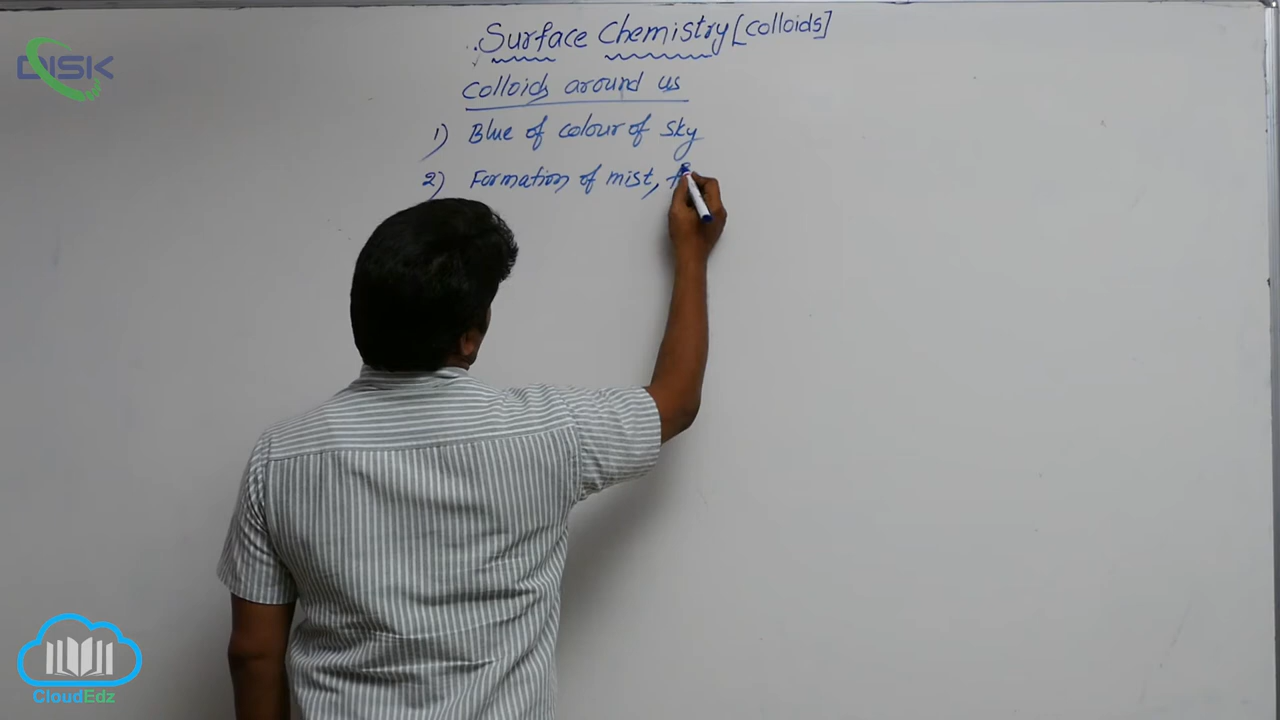 DISK
Surface Chemistry [colloids]
colloids around us
1) Blue of colour of sky
2) Formation of mist,
CloudEdz